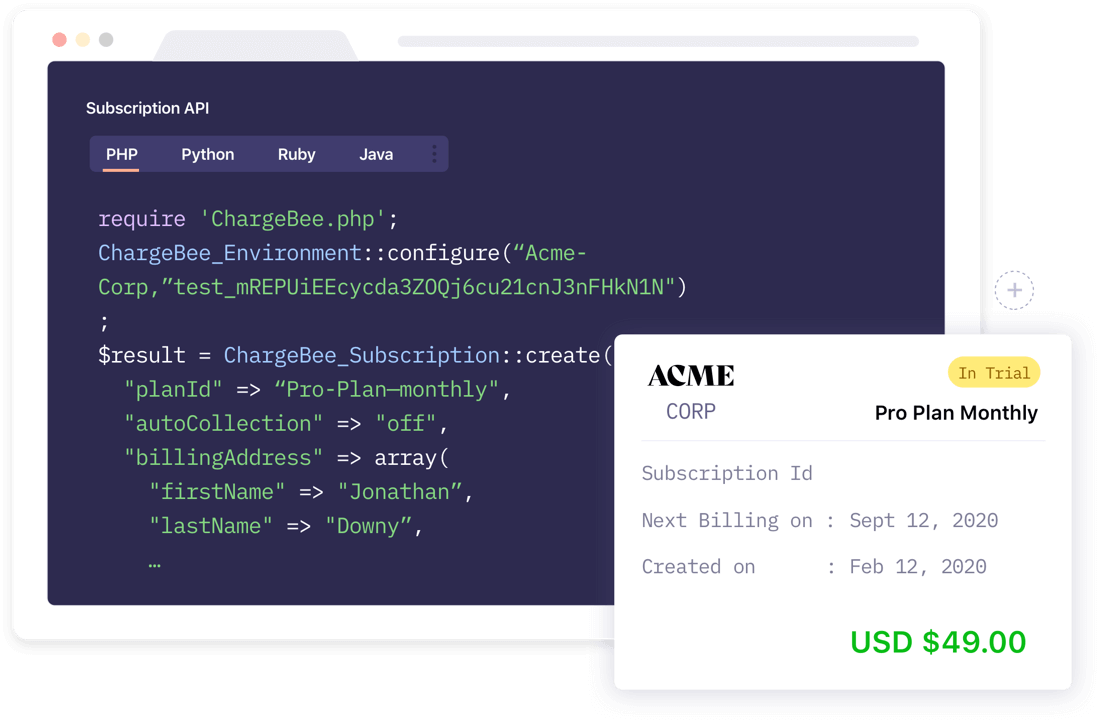 Subscription API
PHP Python Ruby Java
require 'ChargeBee.php';
ChargeBee_Environment::configure(“Acme-
Corp,”test_mREPUiEEcycda3ZOQj6cu21cnJ3nFHkN1N")
;
$result = ChargeBee_Subscription::create(
"planId" => “Pro-Plan—monthly",
"autoCollection" => "off",
"billingAddress" => array(
"firstName" => "Jonathan”,
"lastName" => "Downy”,
…
ACME
CORP
In Trial
Pro Plan Monthly
Subscription Id
Next Billing on : Sept 12, 2020
Created on : Feb 12, 2020
USD $49.00